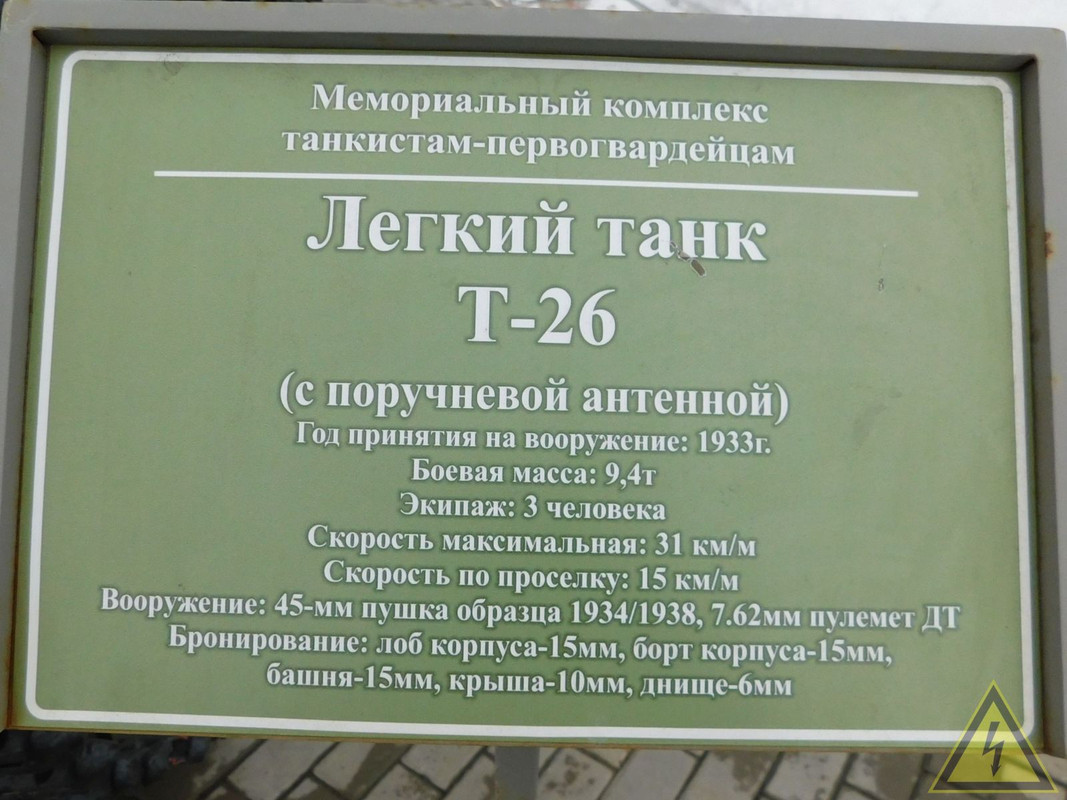 Мемориальный комплекс
танкистам-первогвардейцам
Легкий танк
Т-26
(с поручневой антенной)
Год принятия на вооружение: 1933г.
Боевая масса: 9,4т
Экипаж: 3 человека
Скорость максимальная: 31 км/м
Скорость по проселку: 15 км/м
Вооружение: 45-мм пушка образца 1934/1938, 7.62мм пулемет ДТ
Бронирование: лоб корпуса-15мм, борт корпуса-15мм,
башня-15мм, крыша-10мм, днище-6мм